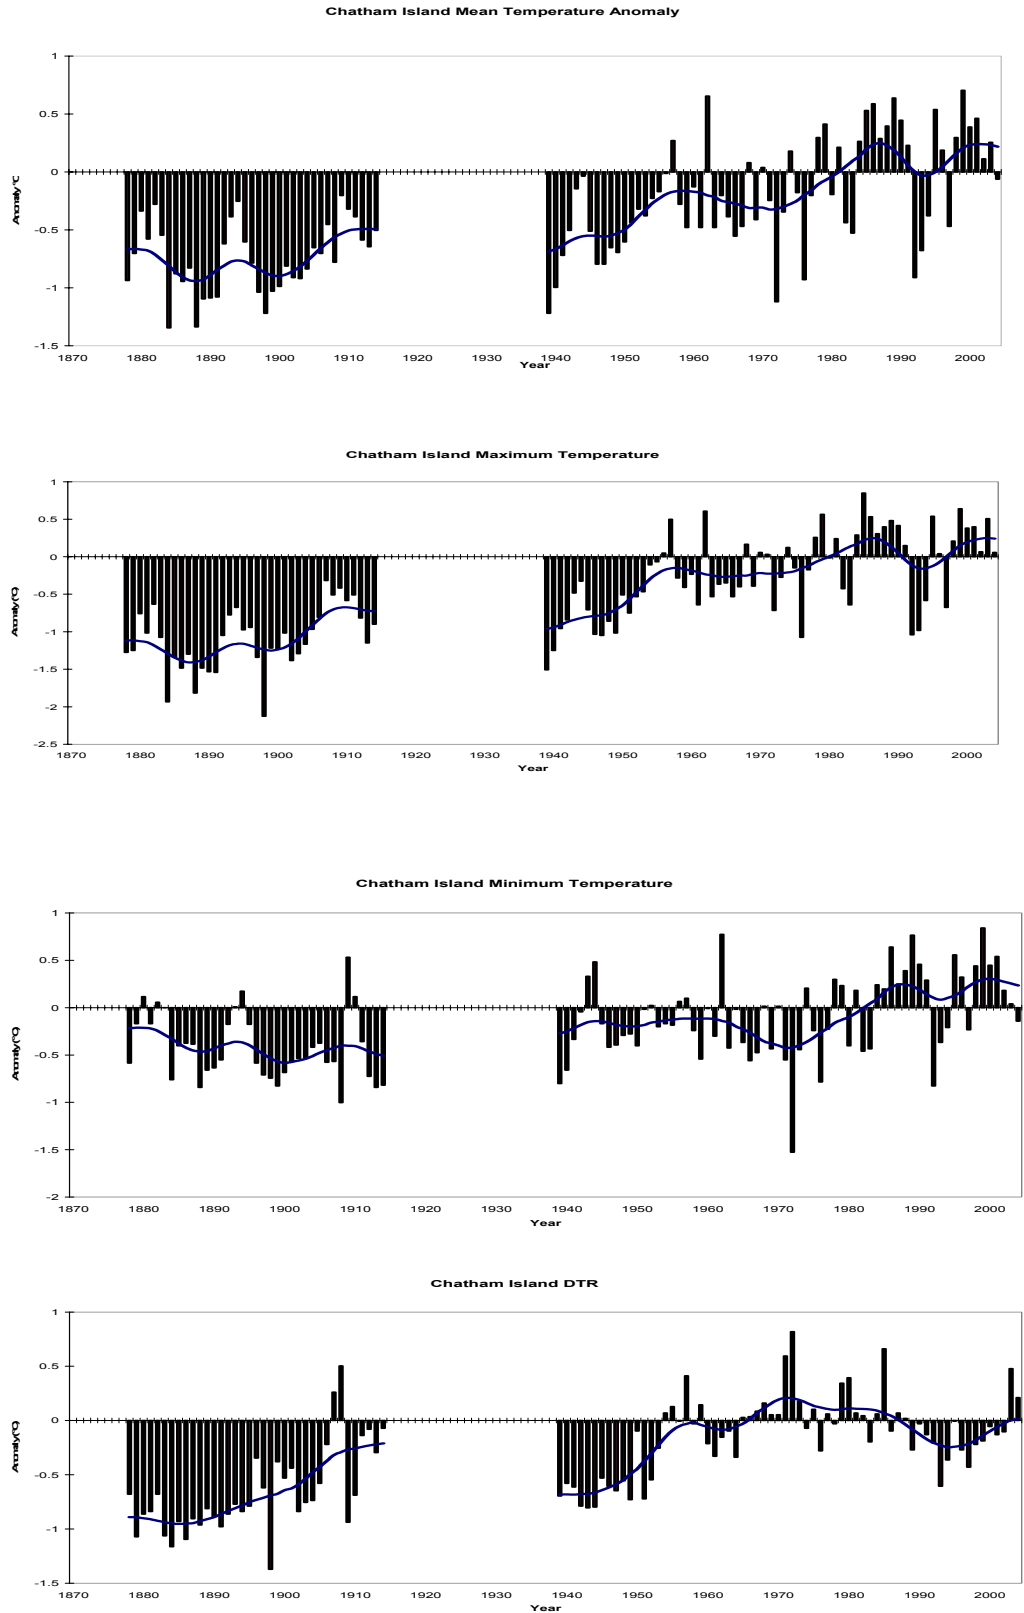 Chatham Island Mean Temperature Anomaly
1
0.5
0
-0.5
-1
-1.5
Anomaly °C
1870 1880 1890 1900 1910 1920 1930 1940 1950 1960 1970 1980 1990 2000
Year
Chatham Island Maximum Temperature
1
0.5
0
-0.5
-1
-1.5
-2
-2.5
Anomaly (°C)
1870 1880 1890 1900 1910 1920 1930 1940 1950 1960 1970 1980 1990 2000
Year
Chatham Island Minimum Temperature
1
0.5
0
-0.5
-1
-1.5
-2
Anomaly (°C)
1870 1880 1890 1900 1910 1920 1930 1940 1950 1960 1970 1980 1990 2000
Year
Chatham Island DTR
1
0.5
0
-0.5
-1
-1.5
Anomaly (°C)
1870 1880 1890 1900 1910 1920 1930 1940 1950 1960 1970 1980 1990 2000
Year